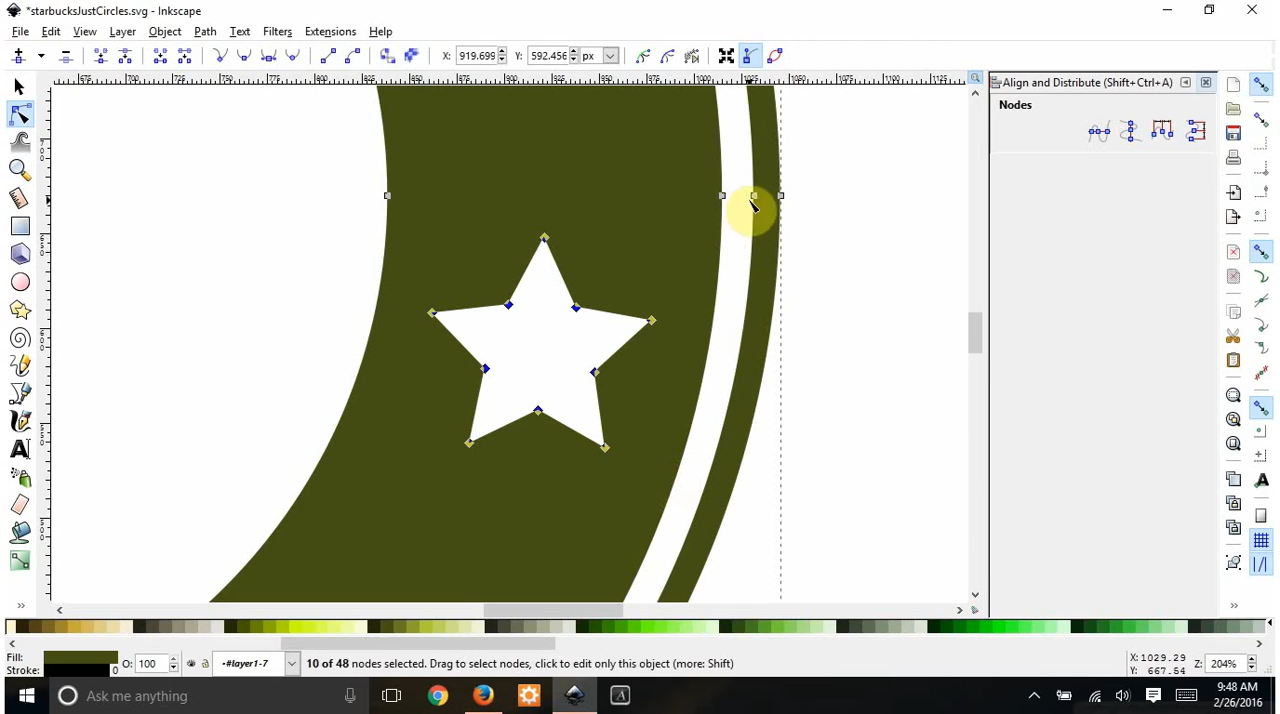 *starbucksJustCircles.svg - Inkscape
File Edit View Layer Object Path Text Filters Extensions Help
X: 919.699 Y: 592.456 px
Align and Distribute (Shift+Ctrl+A)
Nodes
Fill:
Stroke:
0
O: 100
-#layer1-7
10 of 48 nodes selected. Drag to select nodes, click to edit only this object (more: Shift)
X: 1029.29
Y: 667.64
Z: 204%
Ask me anything
9:48 AM
2/26/2016